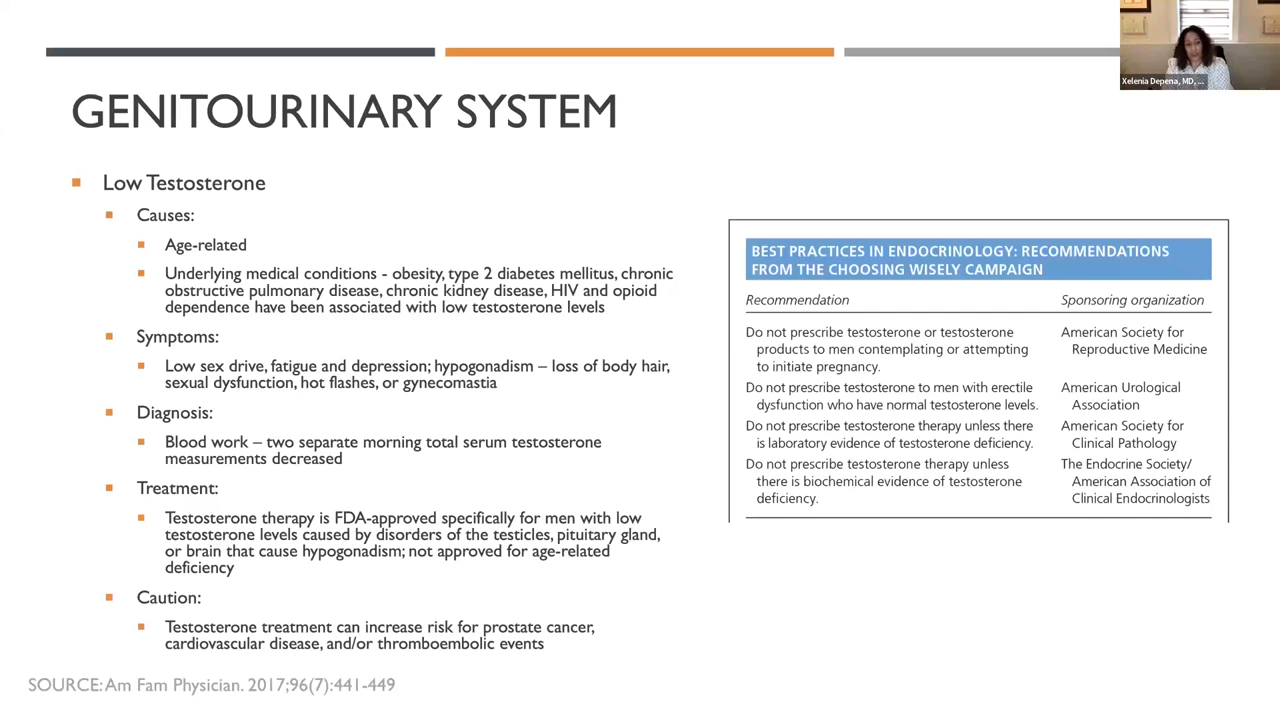 Xelenia Depena, MD, ...
GENITOURINARY SYSTEM
Low Testosterone
Causes:
Age-related
Underlying medical conditions - obesity, type 2 diabetes mellitus, chronic
obstructive pulmonary disease, chronic kidney disease, HIV and opioid
dependence have been associated with low testosterone levels
Symptoms:
Low sex drive, fatigue and depression; hypogonadism – loss of body hair,
sexual dysfunction, hot flashes, or gynecomastia
Diagnosis:
Blood work – two separate morning total serum testosterone
measurements decreased
Treatment:
Testosterone therapy is FDA-approved specifically for men with low
testosterone levels caused by disorders of the testicles, pituitary gland,
or brain that cause hypogonadism; not approved for age-related
deficiency
Caution:
Testosterone treatment can increase risk for prostate cancer,
cardiovascular disease, and/or thromboembolic events
BEST PRACTICES IN ENDOCRINOLOGY: RECOMMENDATIONS
FROM THE CHOOSING WISELY CAMPAIGN
Recommendation Sponsoring organization
Do not prescribe testosterone or testosterone American Society for
products to men contemplating or attempting Reproductive Medicine
to initiate pregnancy.
Do not prescribe testosterone to men with erectile American Urological
dysfunction who have normal testosterone levels. Association
Do not prescribe testosterone therapy unless there American Society for
is laboratory evidence of testosterone deficiency. Clinical Pathology
Do not prescribe testosterone therapy unless The Endocrine Society/
there is biochemical evidence of testosterone American Association of
deficiency. Clinical Endocrinologists
SOURCE: Am Fam Physician. 2017;96(7):441-449